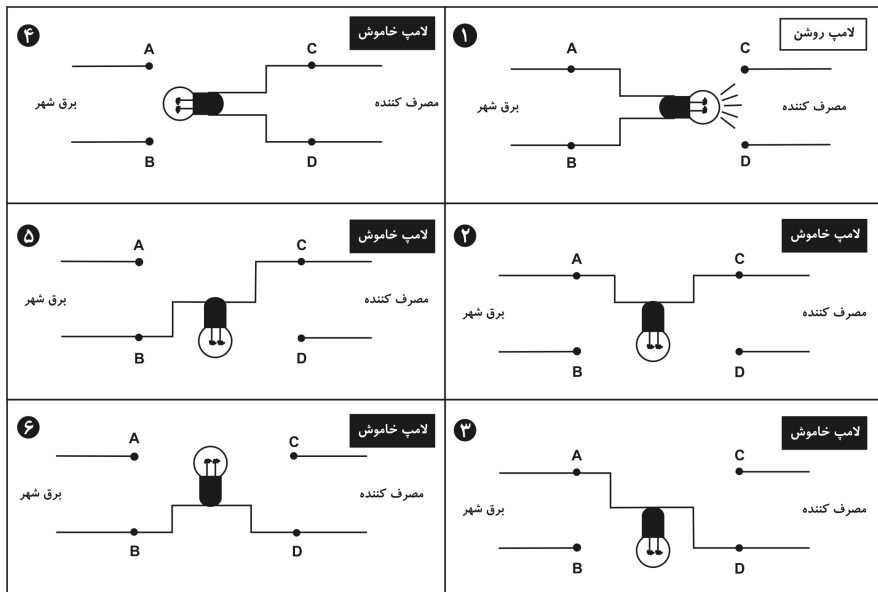 ۱
لامپ روشن
A
C
برق شهر
مصرف کننده
B
D
۲
لامپ خاموش
A
C
برق شهر
مصرف کننده
B
D
۳
لامپ خاموش
A
C
برق شهر
مصرف کننده
B
D
۴
لامپ خاموش
A
C
برق شهر
مصرف کننده
B
D
۵
لامپ خاموش
A
C
برق شهر
مصرف کننده
B
D
۶
لامپ خاموش
A
C
برق شهر
مصرف کننده
B
D